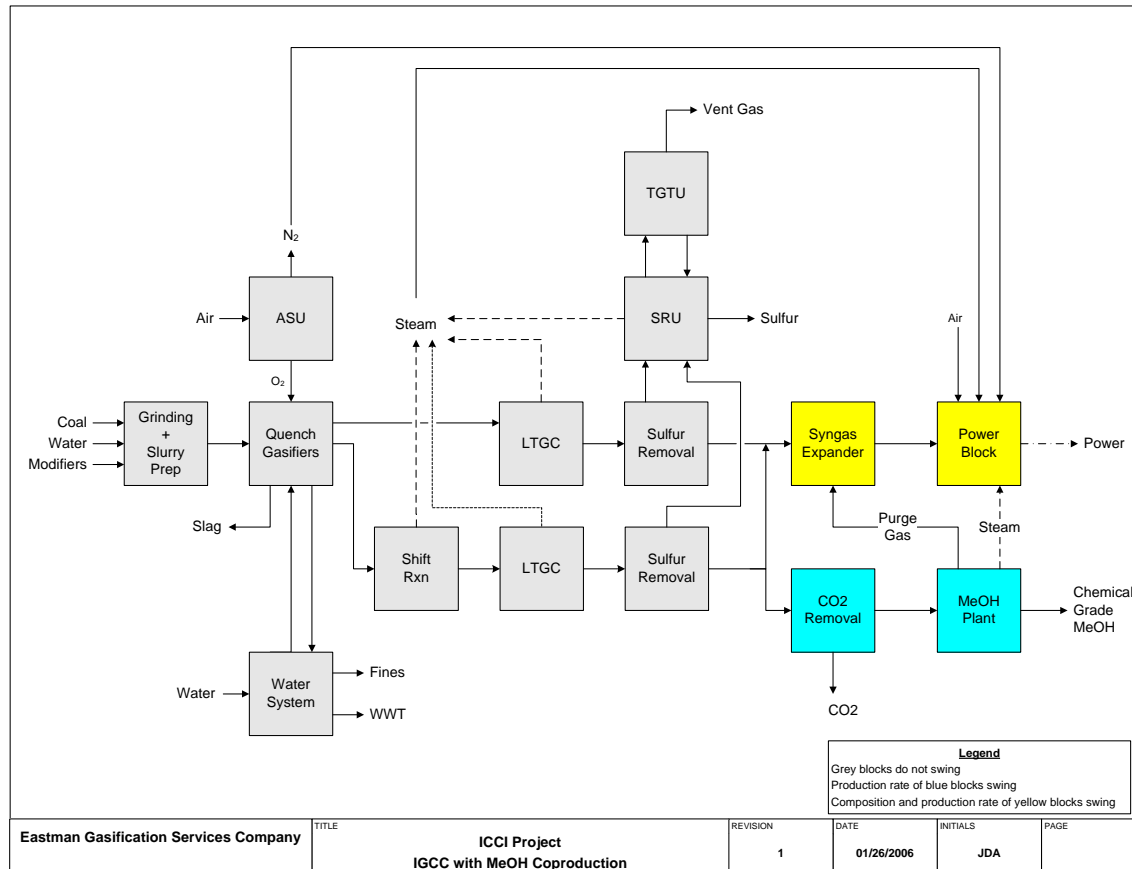 Vent Gas
TGTU
N₂
Air
ASU
Steam
SRU
Sulfur
Air
O₂
Coal
Water
Modifiers
Grinding
+
Slurry
Prep
Quench
Gasifiers
LTGC
Sulfur
Removal
Syngas
Expander
Power
Block
Power
Slag
Purge
Gas
Steam
Shift
Rxn
LTGC
Sulfur
Removal
CO2
Removal
MeOH
Plant
Chemical
Grade
MeOH
Water
Water
System
Fines
WWT
CO2
Legend
Grey blocks do not swing
Production rate of blue blocks swing
Composition and production rate of yellow blocks swing
Eastman Gasification Services Company
TITLE
ICCI Project
IGCC with MeOH Coproduction
REVISION
1
DATE
01/26/2006
INITIALS
JDA
PAGE